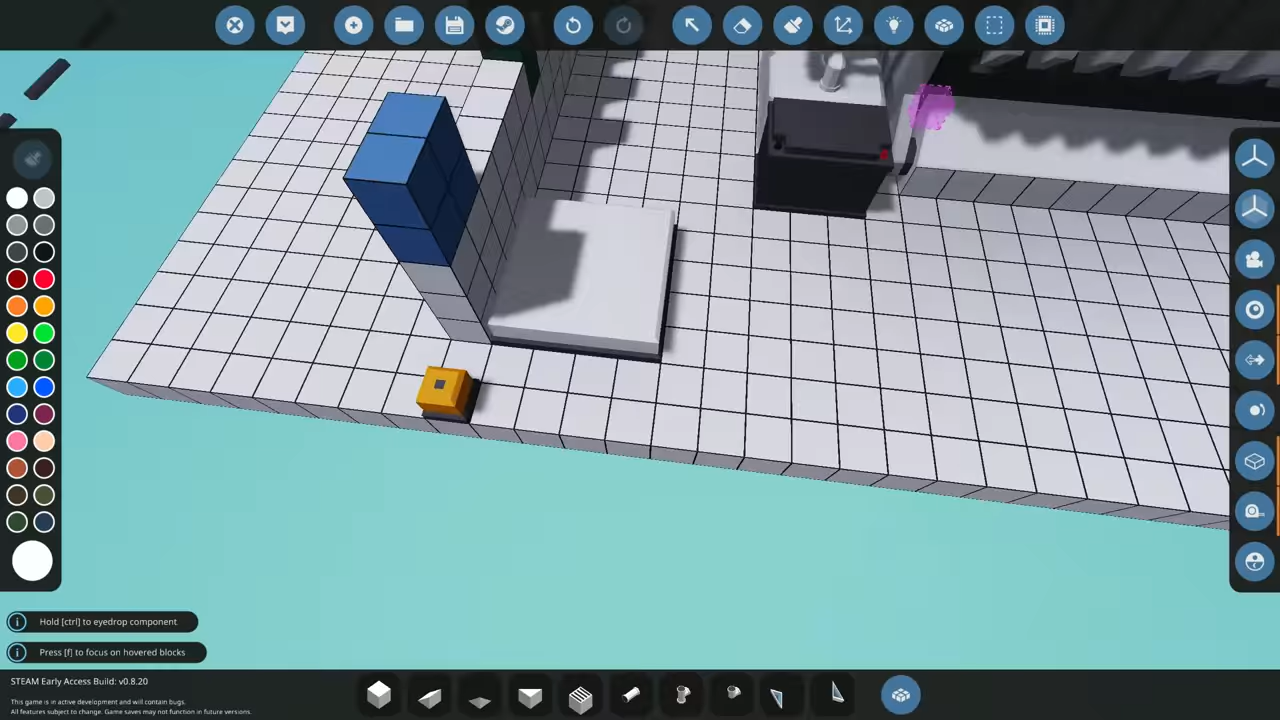 Hold [ctrl] to eyedrop component
Press [f] to focus on hovered blocks
STEAM Early Access Build: v0.8.20
This game is in active development and will contain bugs.
All features subject to change. Game saves may not function in future versions.